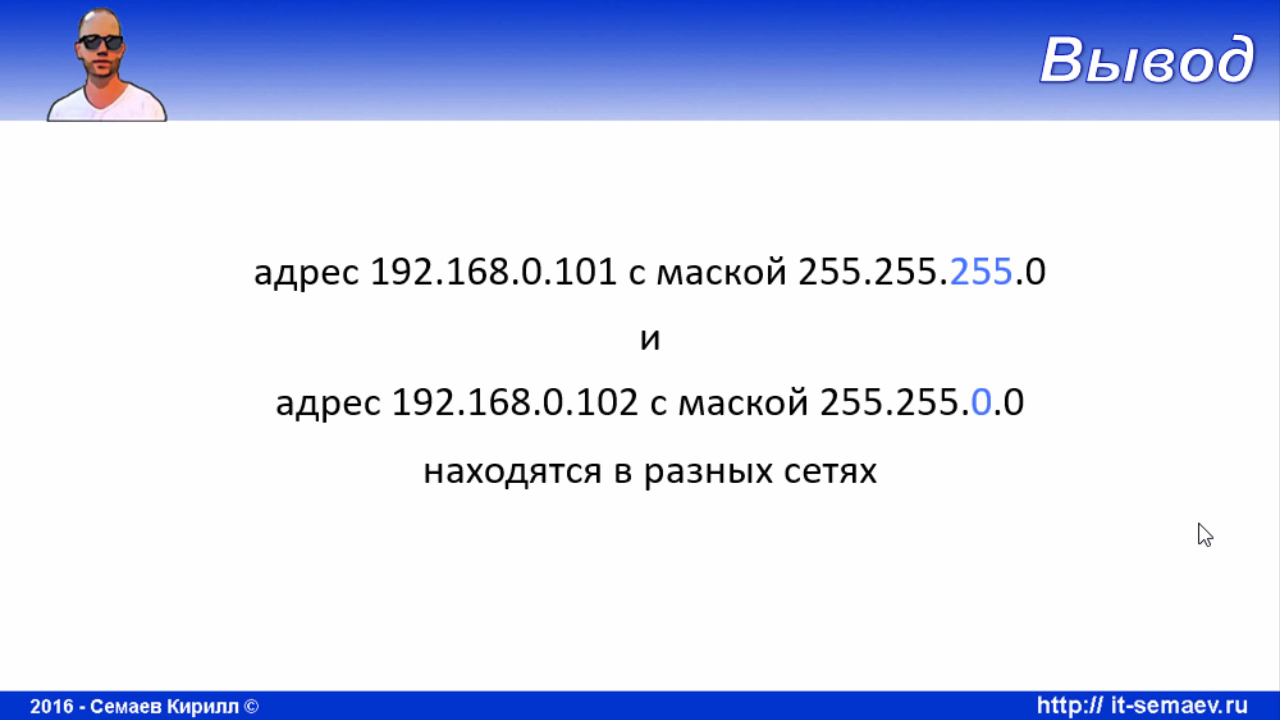 Вывод
адрес 192.168.0.101 с маской 255.255.255.0
и
адрес 192.168.0.102 с маской 255.255.0.0
находятся в разных сетях
2016 - Семаев Кирилл ©
http:// it-semaev.ru